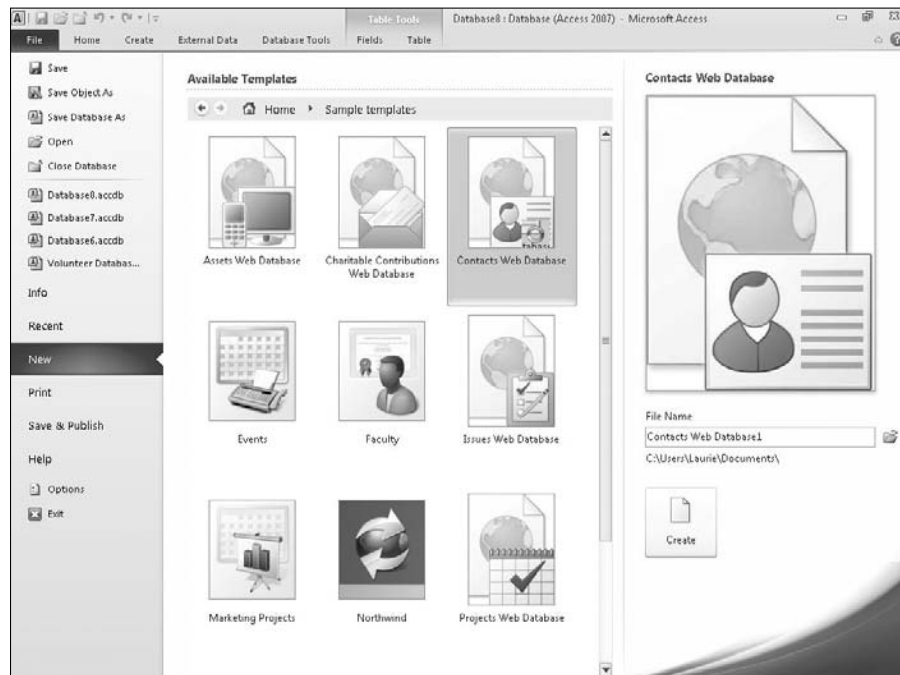 Table Tools
Database8 : Database (Access 2007) - Microsoft Access
File Home Create External Data Database Tools Fields Table
Save
Save Object As
Save Database As
Open
Close Database
Database8.accdb
Database7.accdb
Database6.accdb
Volunteer Databas...
Info
Recent
New
Print
Save & Publish
Help
Options
Exit
Available Templates
Home Sample templates
Assets Web Database
Charitable Contributions
Web Database
Contacts Web Database
Events
Faculty
Issues Web Database
Marketing Projects
Northwind
Projects Web Database
Contacts Web Database
File Name
Contacts Web Database1
C:\Users\Laurie\Documents\
Create